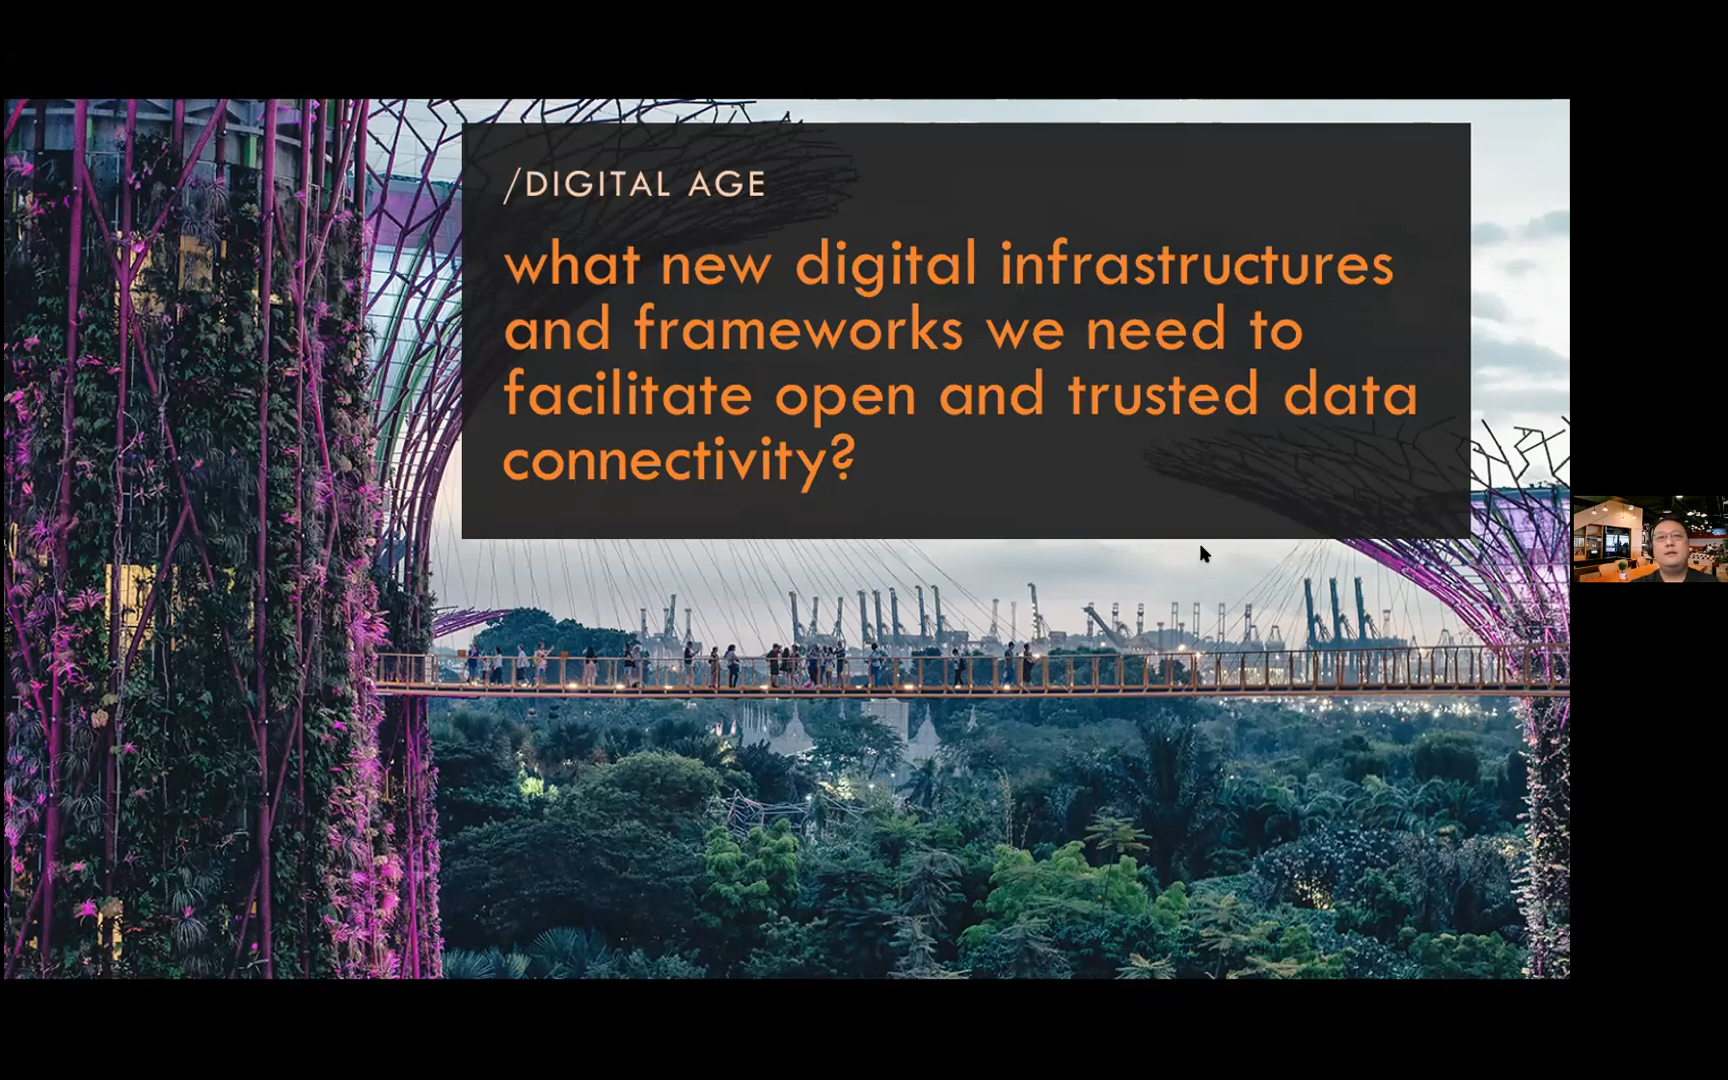 /DIGITAL AGE
what new digital infrastructures
and frameworks we need to
facilitate open and trusted data
connectivity?